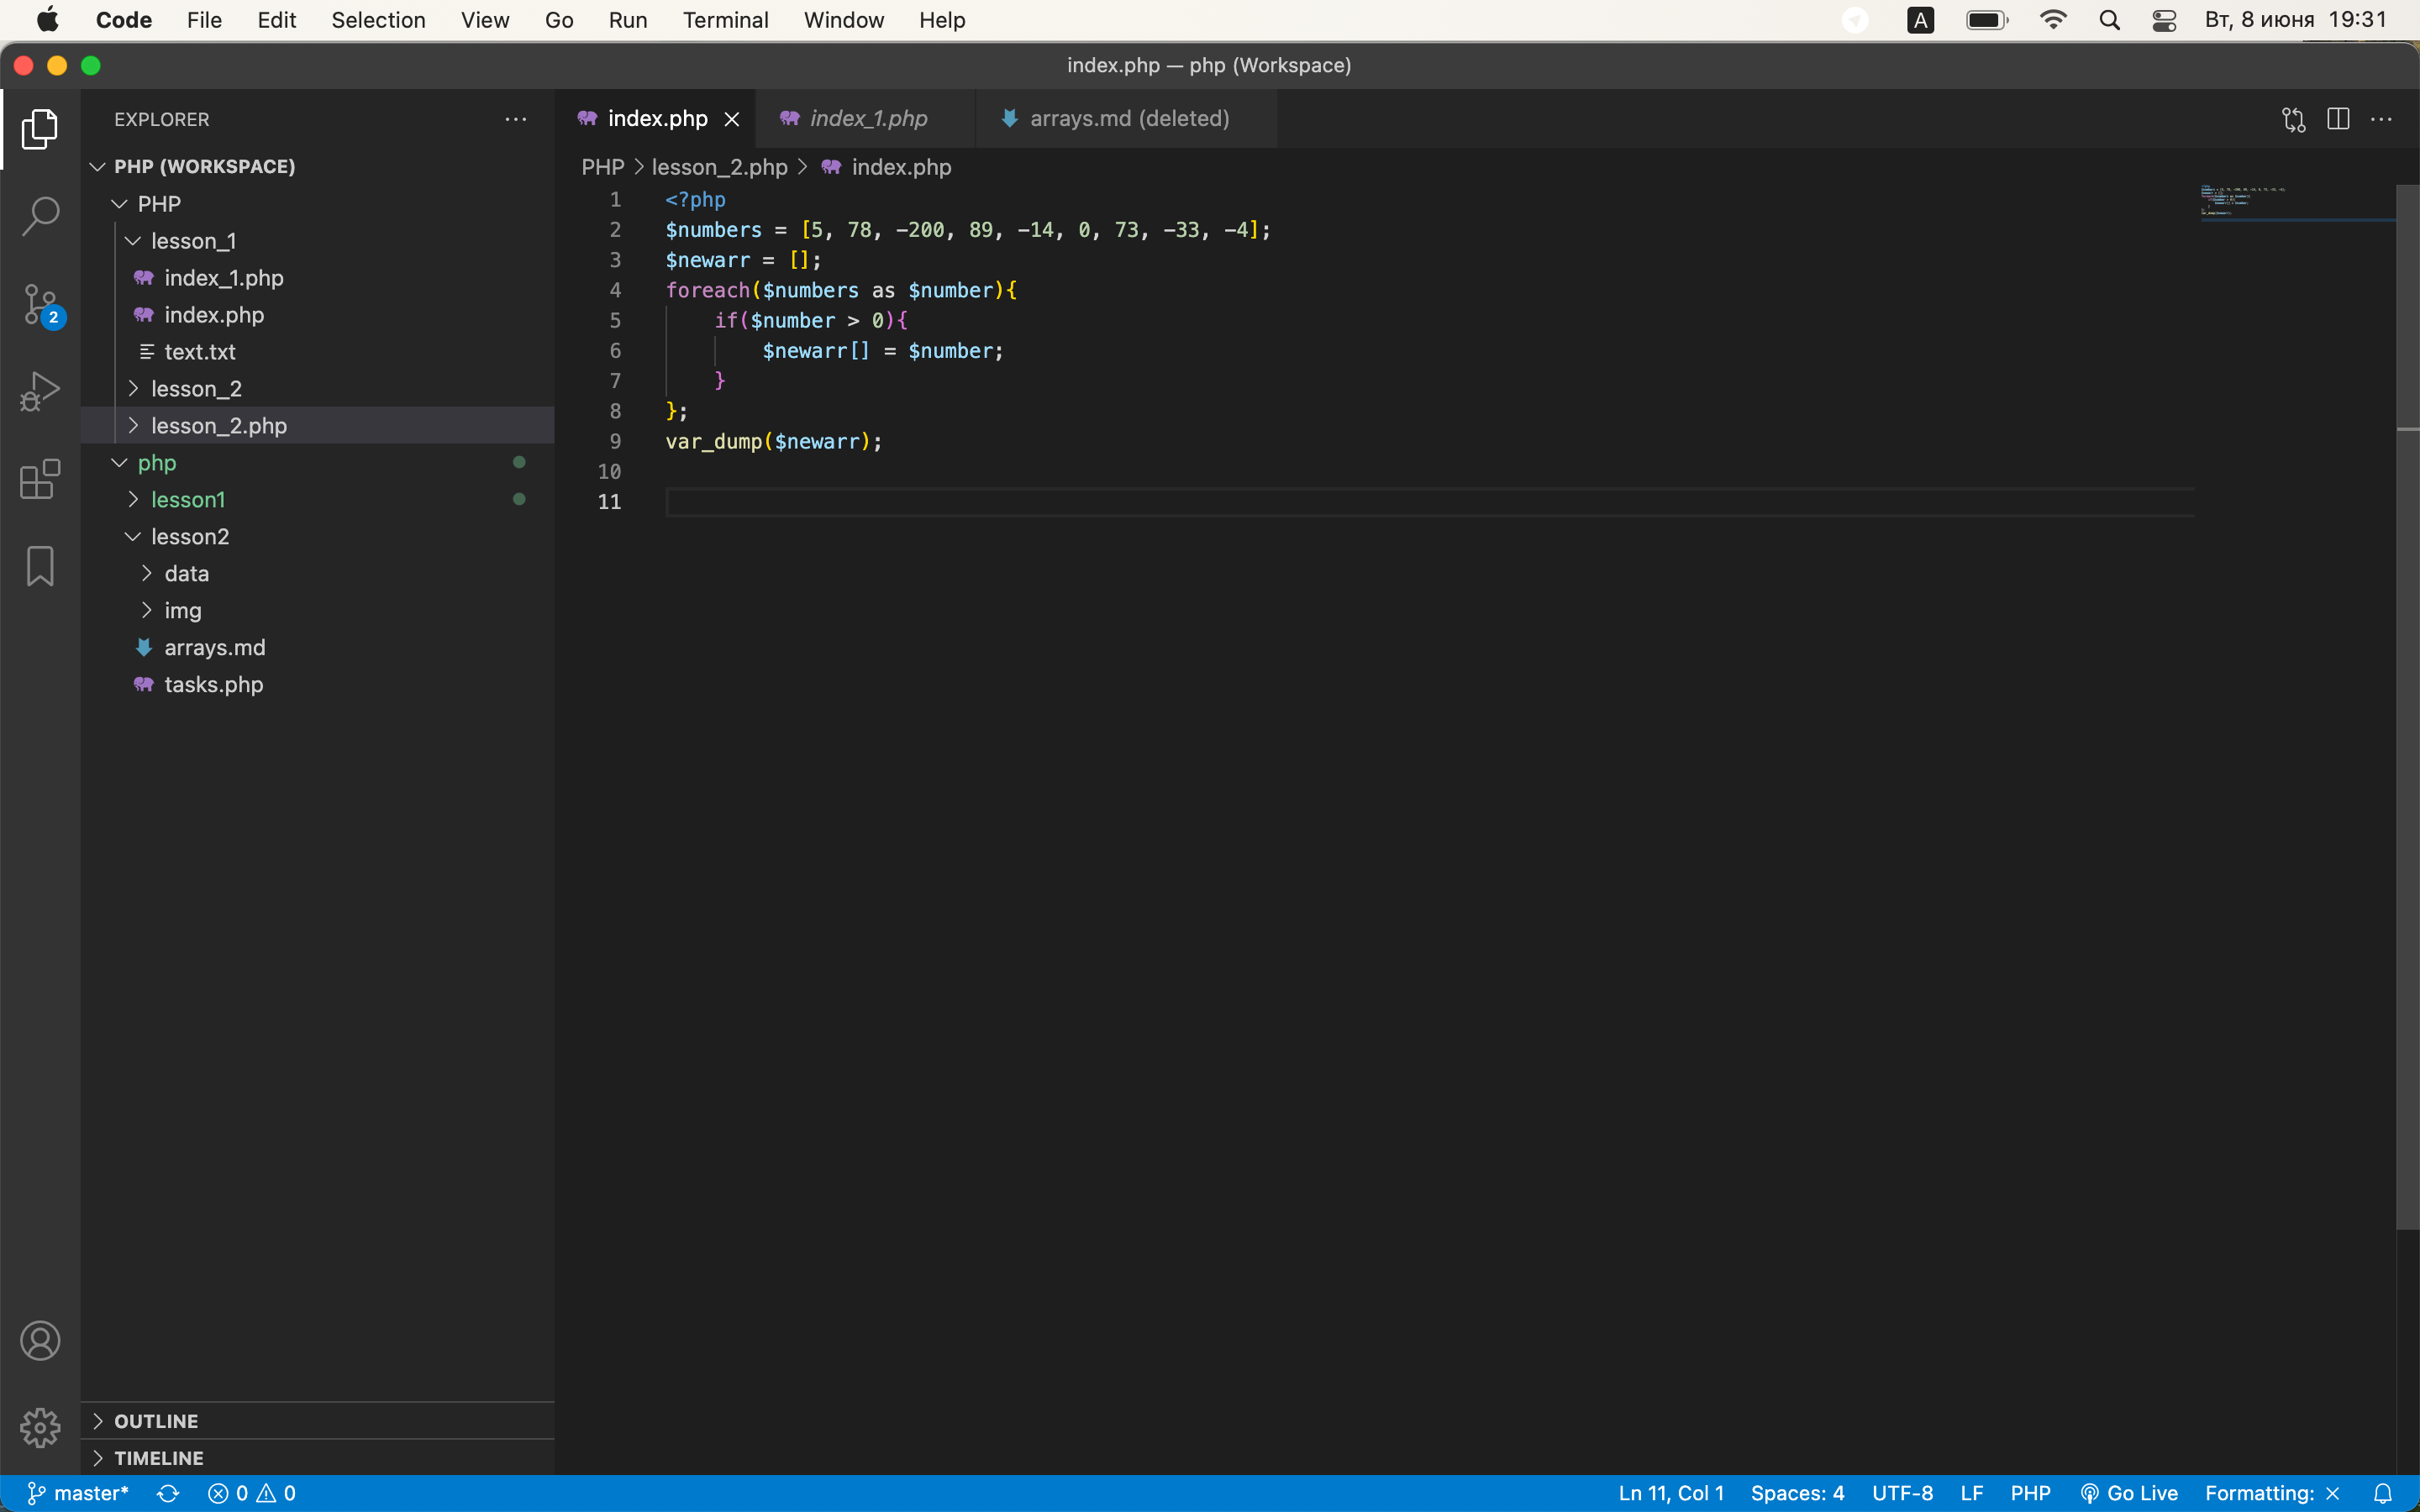 Code File Edit Selection View Go Run Terminal Window Help A Вт, 8 июня 19:31
index.php — php (Workspace)
EXPLORER
PHP (WORKSPACE)
PHP
lesson_1
index_1.php
index.php
text.txt
lesson_2
lesson_2.php
php
lesson1
lesson2
data
img
arrays.md
tasks.php
OUTLINE
TIMELINE
2
index.php index_1.php arrays.md (deleted)
PHP > lesson_2.php > index.php
1 <?php
2 $numbers = [5, 78, -200, 89, -14, 0, 73, -33, -4];
3 $newarr = [];
4 foreach($numbers as $number){
5     if($number > 0){
6         $newarr[] = $number;
7     }
8 };
9 var_dump($newarr);
10
11
master* 0 0 Ln 11, Col 1 Spaces: 4 UTF-8 LF PHP Go Live Formatting: ×